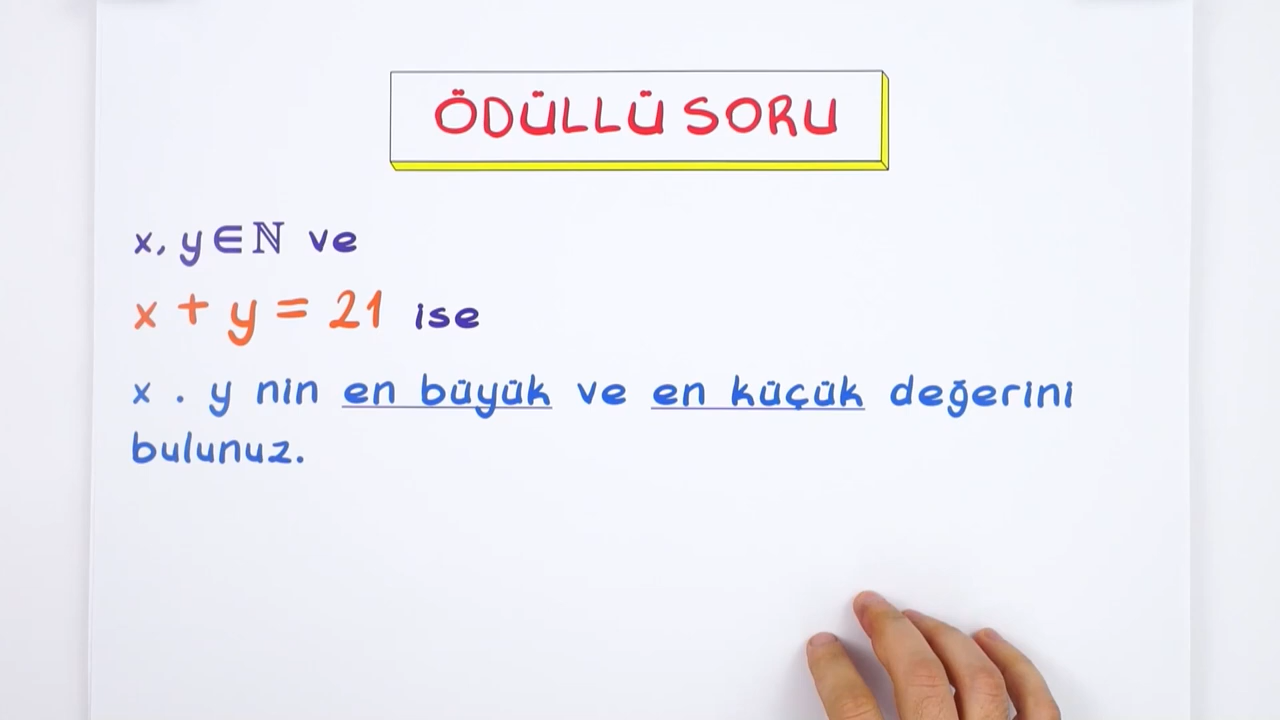 ÖDÜLLÜ SORU
x, y ∈ ℕ ve
x + y = 21 ise
x . y nin en büyük ve en küçük değerini
bulunuz.